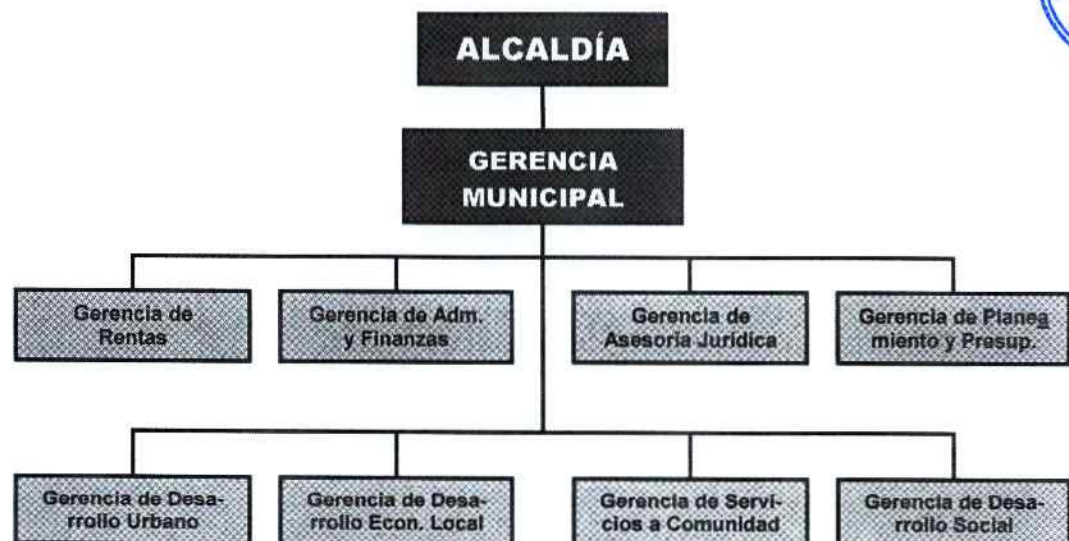 ALCALDÍA
GERENCIA
MUNICIPAL
Gerencia de
Rentas
Gerencia de Adm.
y Finanzas
Gerencia de
Asesoría Jurídica
Gerencia de Planea
miento y Presup.
Gerencia de Desa-
rrollo Urbano
Gerencia de Desa-
rrollo Econ. Local
Gerencia de Servi-
cios a Comunidad
Gerencia de Desa-
rrollo Social